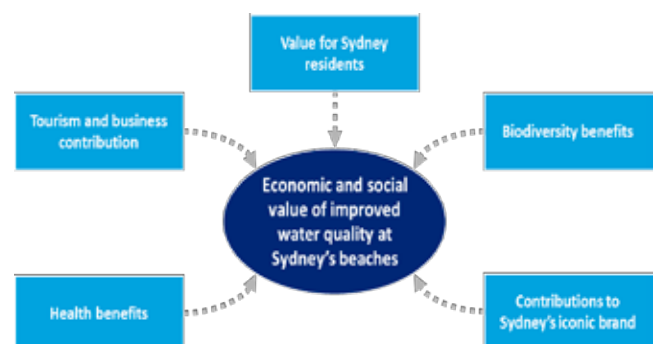 Value for Sydney
residents
Tourism and business
contribution
Biodiversity benefits
Economic and social
value of improved
water quality at
Sydney's beaches
Health benefits
Contributions to
Sydney's iconic brand